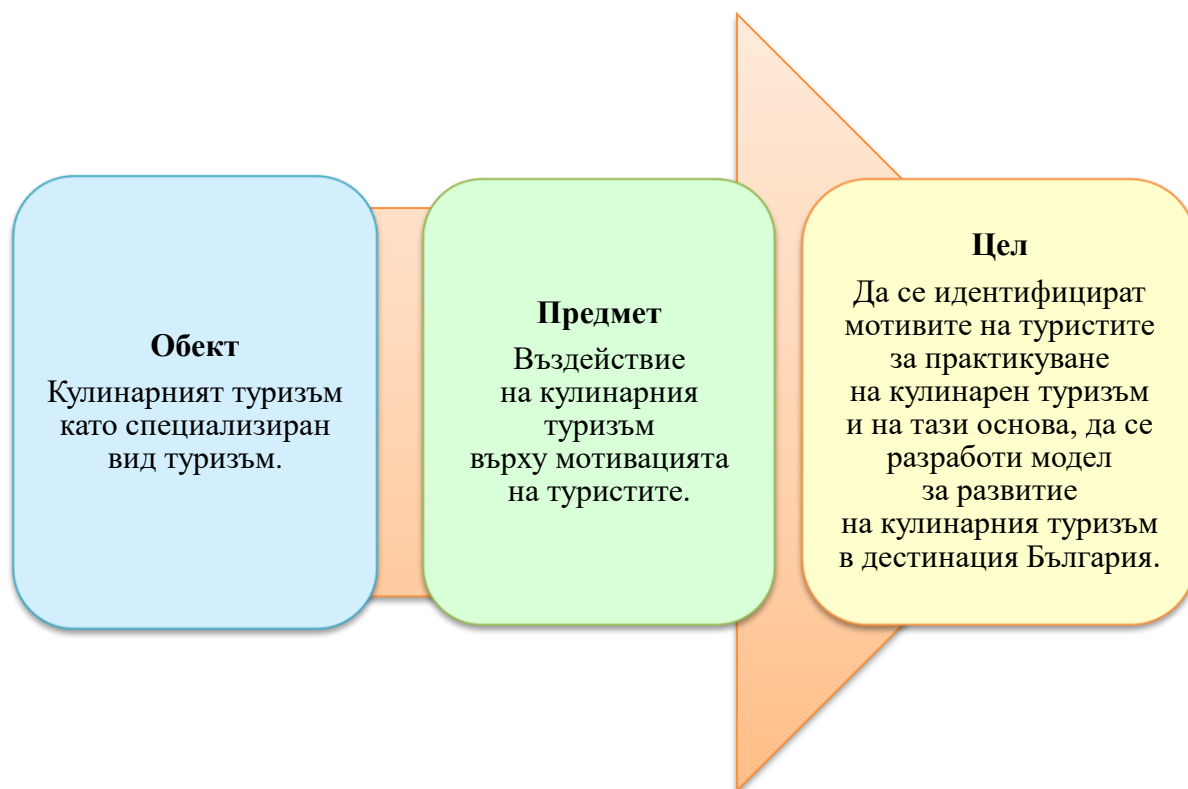 Обект
Кулинарният туризъм
като специализиран
вид туризъм.
Предмет
Въздействие
на кулинарния
туризъм
върху мотивацията
на туристите.
Цел
Да се идентифицират
мотивите на туристите
за практикуване
на кулинарен туризъм
и на тази основа, да се
разработи модел
за развитие
на кулинарния туризъм
в дестинация България.